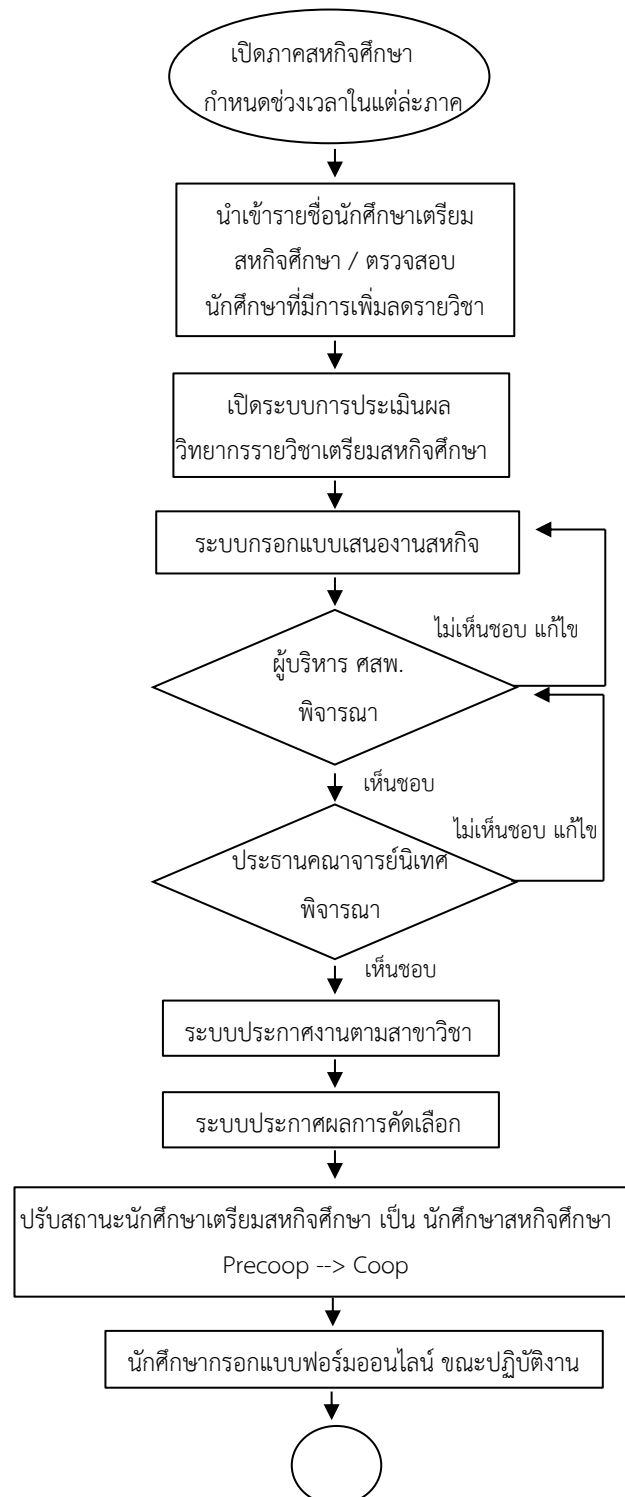 เปิดภาคสหกิจศึกษา
กำหนดช่วงเวลาในแต่ล่ะภาค
นำเข้ารายชื่อนักศึกษาเตรียม
สหกิจศึกษา / ตรวจสอบ
นักศึกษาที่มีการเพิ่มลดรายวิชา
เปิดระบบการประเมินผล
วิทยากรรายวิชาเตรียมสหกิจศึกษา
ระบบกรอกแบบเสนองานสหกิจ
ไม่เห็นชอบ แก้ไข
ผู้บริหาร ศสพ.
พิจารณา
เห็นชอบ
ไม่เห็นชอบ แก้ไข
ประธานคณาจารย์นิเทศ
พิจารณา
เห็นชอบ
ระบบประกาศงานตามสาขาวิชา
ระบบประกาศผลการคัดเลือก
ปรับสถานะนักศึกษาเตรียมสหกิจศึกษา เป็น นักศึกษาสหกิจศึกษา
Precoop --> Coop
นักศึกษากรอกแบบฟอร์มออนไลน์ ขณะปฏิบัติงาน